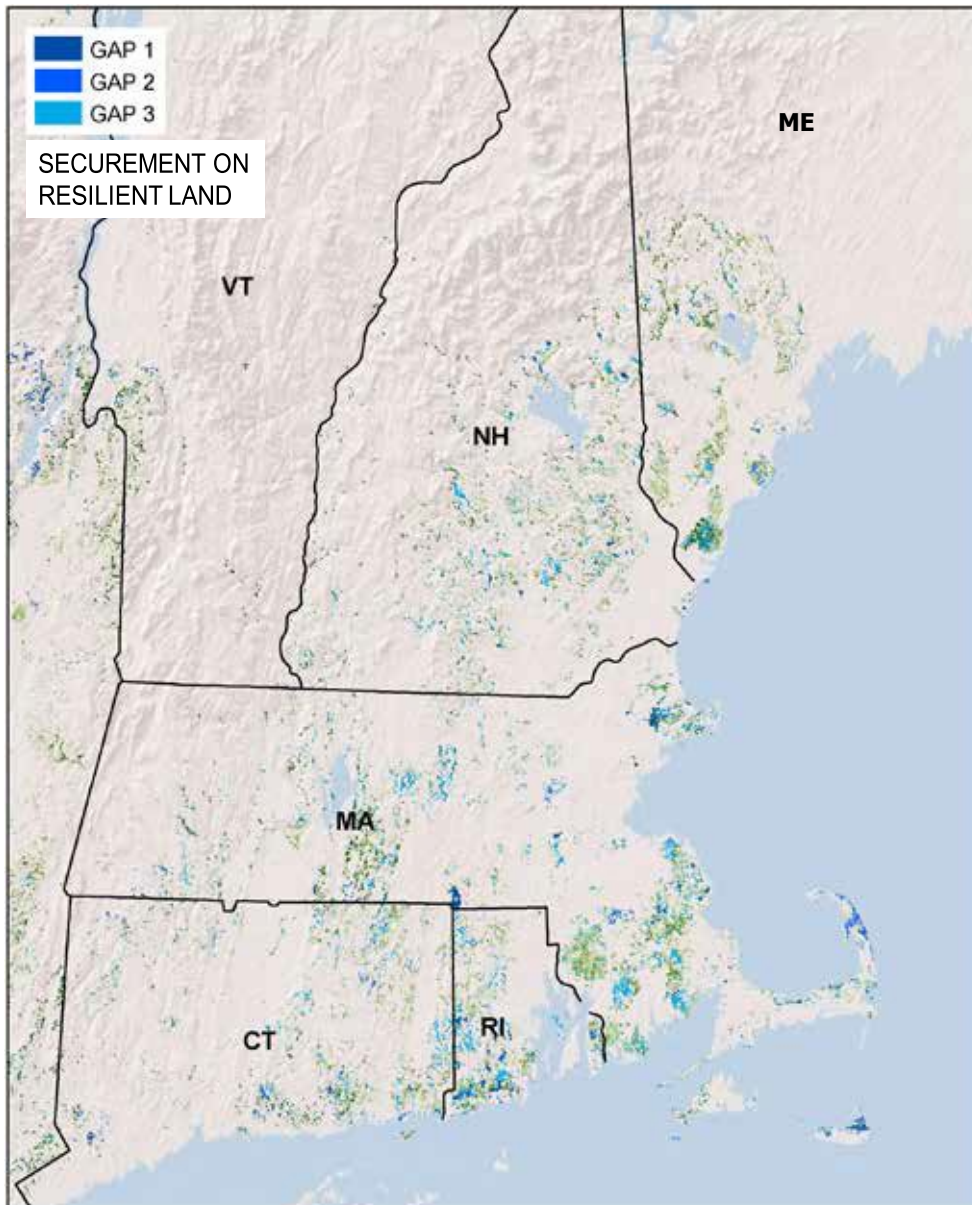 GAP 1
GAP 2
GAP 3
SECUREMENT ON
RESILIENT LAND
ME
VT
NH
MA
CT
RI